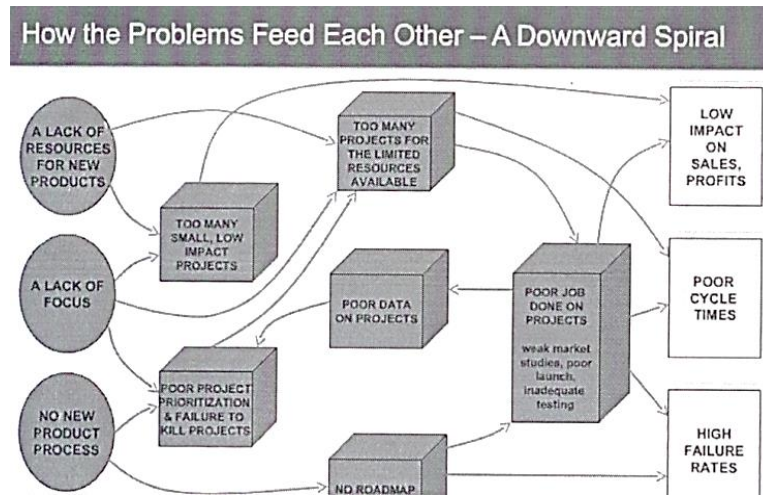 How the Problems Feed Each Other – A Downward Spiral
A LACK OF
RESOURCES
FOR NEW
PRODUCTS
TOO MANY
PROJECTS FOR
THE LIMITED
RESOURCES
AVAILABLE
LOW
IMPACT
ON
SALES,
PROFITS
TOO MANY
SMALL, LOW
IMPACT
PROJECTS
A LACK OF
FOCUS
POOR DATA
ON PROJECTS
POOR JOB
DONE ON
PROJECTS
weak market
studies, poor
launch,
inadequate
testing
POOR
CYCLE
TIMES
POOR PROJECT
PRIORITIZATION
& FAILURE TO
KILL PROJECTS
NO NEW
PRODUCT
PROCESS
NO ROADMAP
HIGH
FAILURE
RATES